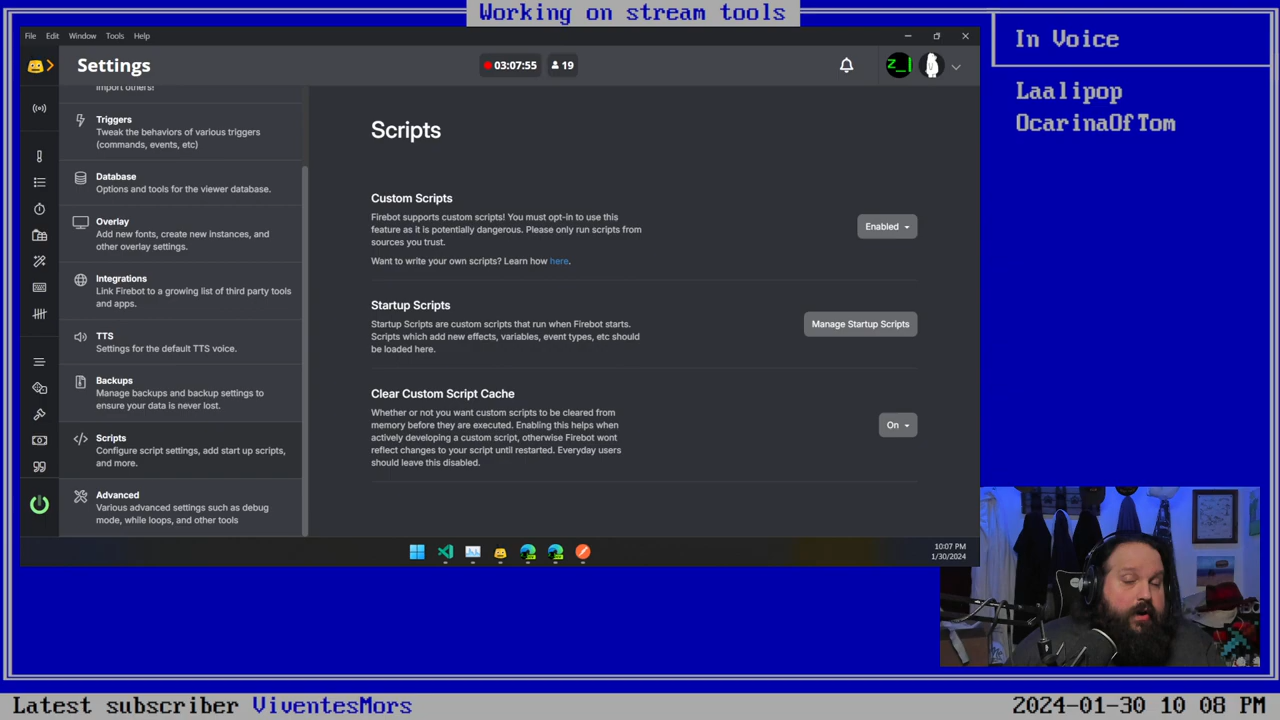 Working on stream tools
File Edit Window Tools Help
Settings
03:07:55
19
z_l
import others!
Triggers
Tweak the behaviors of various triggers
(commands, events, etc)
Database
Options and tools for the viewer database.
Overlay
Add new fonts, create new instances, and
other overlay settings.
Integrations
Link Firebot to a growing list of third party tools
and apps.
TTS
Settings for the default TTS voice.
Backups
Manage backups and backup settings to
ensure your data is never lost.
Scripts
Configure script settings, add start up scripts,
and more.
Advanced
Various advanced settings such as debug
mode, while loops, and other tools
Scripts
Custom Scripts
Firebot supports custom scripts! You must opt-in to use this
feature as it is potentially dangerous. Please only run scripts from
sources you trust.
Want to write your own scripts? Learn how here.
Enabled
Startup Scripts
Startup Scripts are custom scripts that run when Firebot starts.
Scripts which add new effects, variables, event types, etc should
be loaded here.
Manage Startup Scripts
Clear Custom Script Cache
Whether or not you want custom scripts to be cleared from
memory before they are executed. Enabling this helps when
actively developing a custom script, otherwise Firebot wont
reflect changes to your script until restarted. Everyday users
should leave this disabled.
On
10:07 PM
1/30/2024
In Voice
Laalipop
OcarinaOfTom
Latest subscriber ViventesMors
2024-01-30 10 08 PM